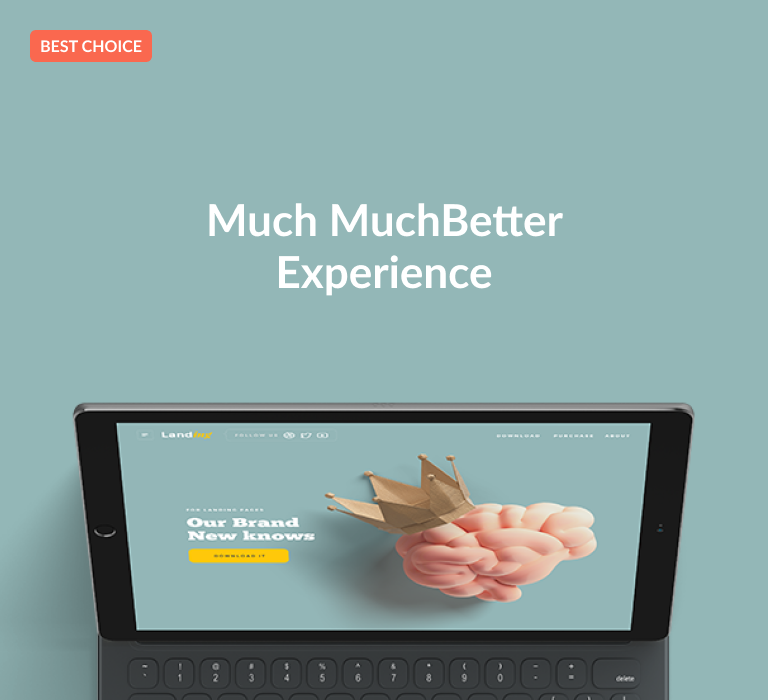 BEST CHOICE
Much MuchBetter
Experience
Landing
FOLLOW US
DOWNLOAD PURCHASE ABOUT
FOR LANDING PAGES
Our Brand
New knows
DOWNLOAD IT
~ ! @ # $ % ^ & * ( ) - +
` 1 2 3 4 5 6 7 8 9 0 - =
delete